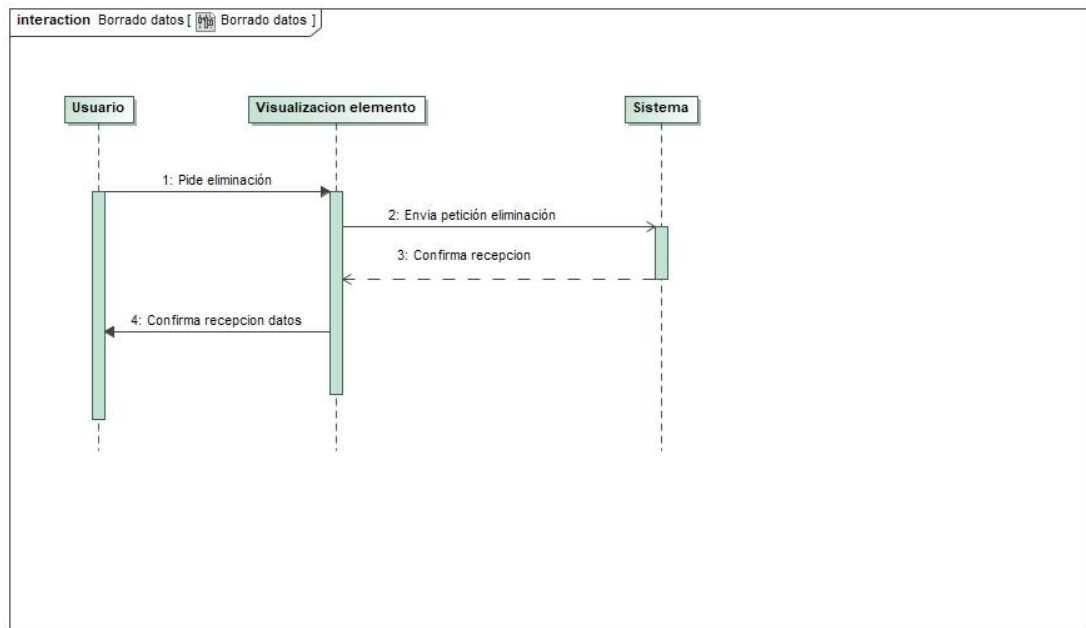 interaction Borrado datos [ Borrado datos ]
Usuario
Visualizacion elemento
Sistema
1: Pide eliminación
2: Envia petición eliminación
3: Confirma recepcion
4: Confirma recepcion datos